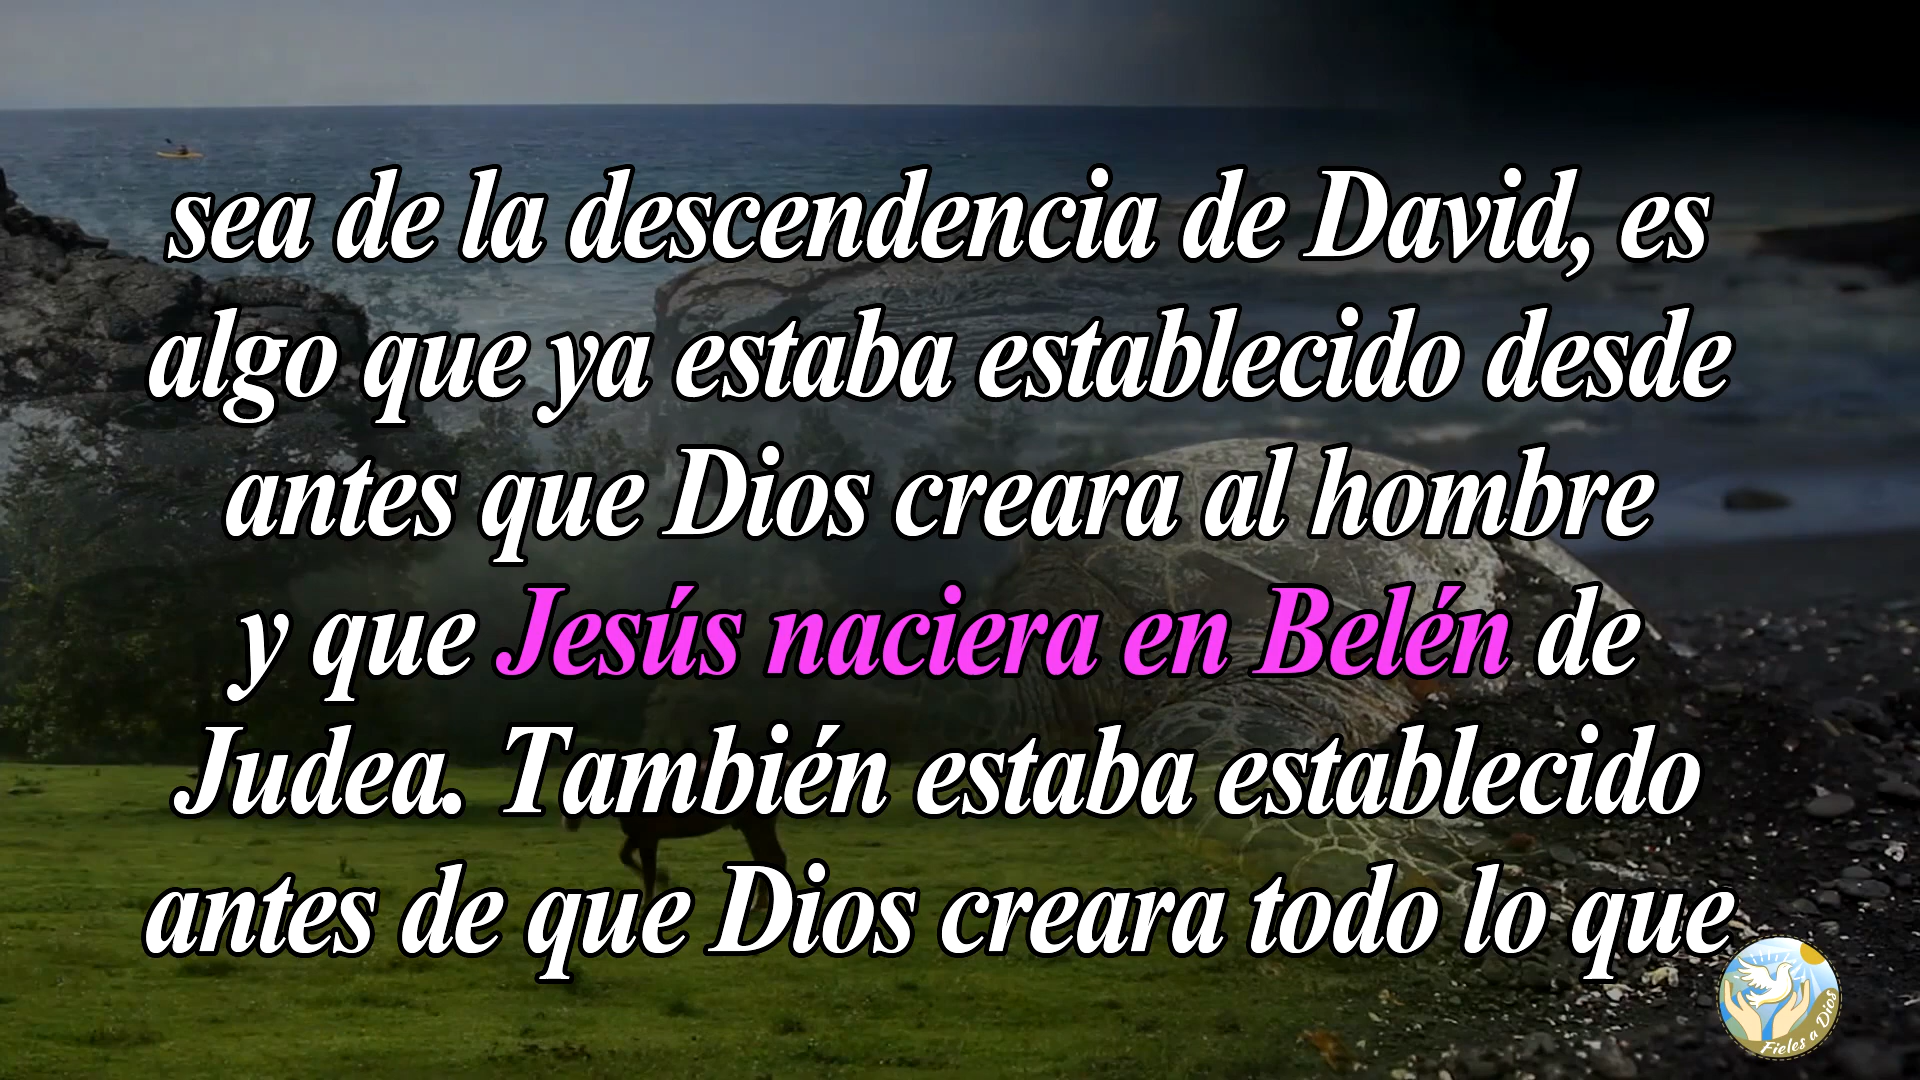 sea de la descendencia de David, es
algo que ya estaba establecido desde
antes que Dios creara al hombre
y que Jesús naciera en Belén de
Judea. También estaba establecido
antes de que Dios creara todo lo que
Fieles a Dios